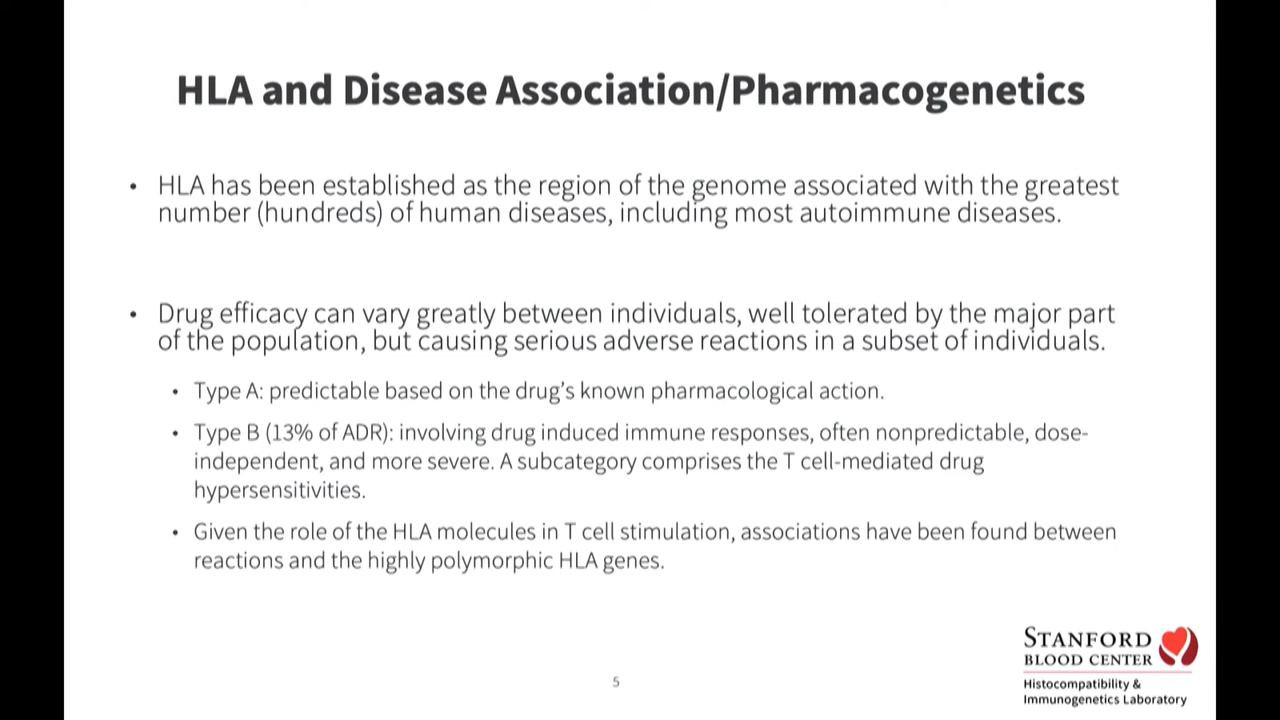 HLA and Disease Association/Pharmacogenetics
• HLA has been established as the region of the genome associated with the greatest
number (hundreds) of human diseases, including most autoimmune diseases.
• Drug efficacy can vary greatly between individuals, well tolerated by the major part
of the population, but causing serious adverse reactions in a subset of individuals.
• Type A: predictable based on the drug's known pharmacological action.
• Type B (13% of ADR): involving drug induced immune responses, often nonpredictable, dose-
independent, and more severe. A subcategory comprises the T cell-mediated drug
hypersensitivities.
• Given the role of the HLA molecules in T cell stimulation, associations have been found between
reactions and the highly polymorphic HLA genes.
5
STANFORD
BLOOD CENTER
Histocompatibility &
Immunogenetics Laboratory